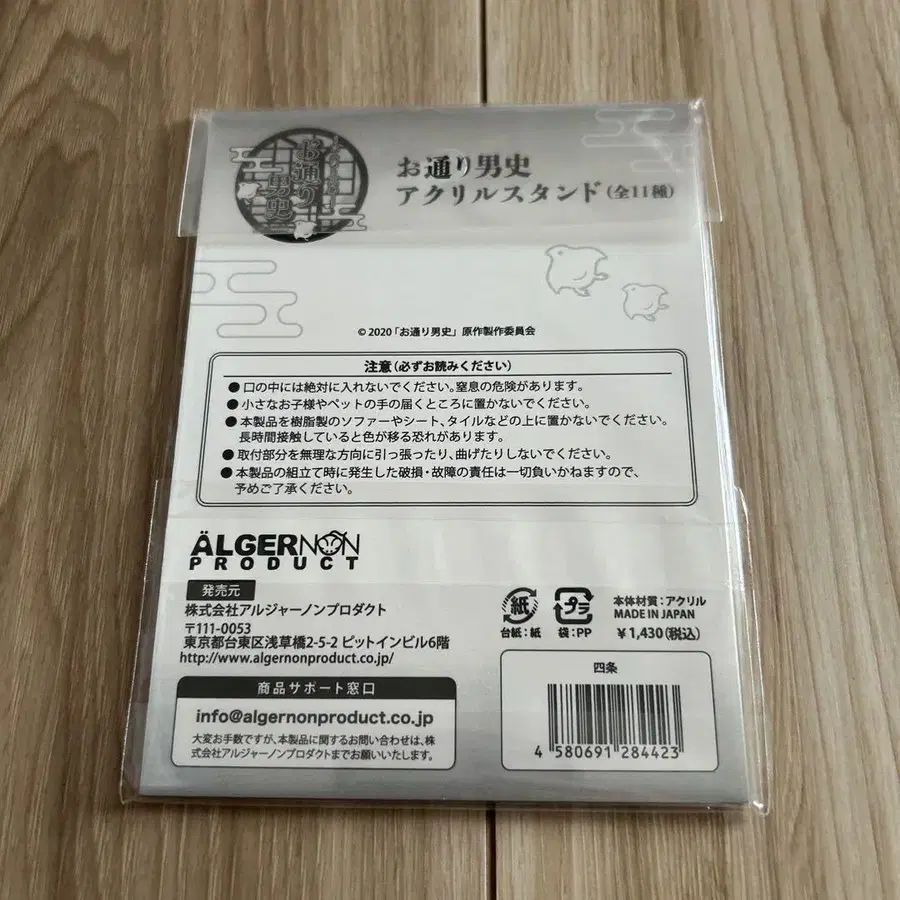 お通り
男史
お通り男史
アクリルスタンド(全11種)
© 2020「お通り男史」原作製作委員会
注意(必ずお読みください)
●口の中には絶対に入れないでください。窒息の危険があります。
●小さなお子様やペットの手の届くところに置かないでください。
●本製品を樹脂製のソファーやシート、タイルなどの上に置かないでください。
長時間接触していると色が移る恐れがあります。
●取付部分を無理な方向に引っ張ったり、曲げたりしないでください。
●本製品の組立て時に発生した破損・故障の責任は一切負いかねますので、
予めご了承ください。
ÄLGERNON
PRODUCT
発売元
株式会社アルジャーノンプロダクト
〒111-0053
東京都台東区浅草橋2-5-2 ピットインビル6階
http://www.algernonproduct.co.jp/
商品サポート窓口
info@algernonproduct.co.jp
大変お手数ですが、本製品に関するお問い合わせは、株
式会社アルジャーノンプロダクトまでお願いいたします。
紙
台紙:紙
プラ
袋:PP
本体材質:アクリル
MADE IN JAPAN
¥1,430(税込)
四条
4 580691 284423